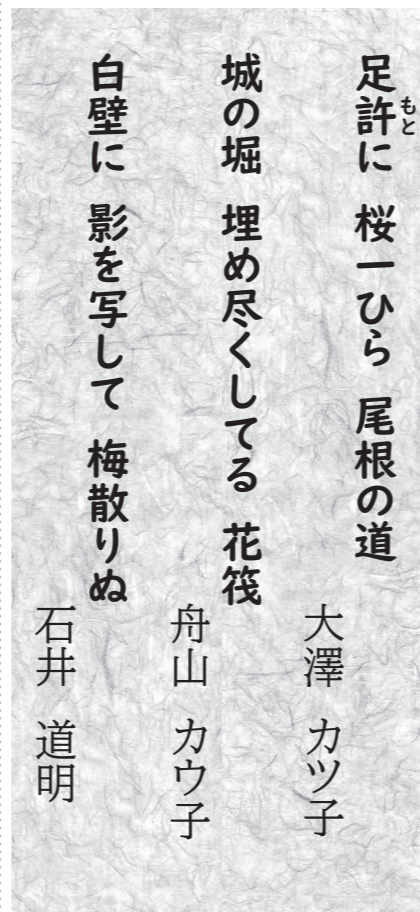 足許に　桜一ひら　尾根の道
もと
大澤　カツ子
城の堀　埋め尽くしてる　花筏
舟山　カウ子
白壁に　影を写して　梅散りぬ
石井　道明